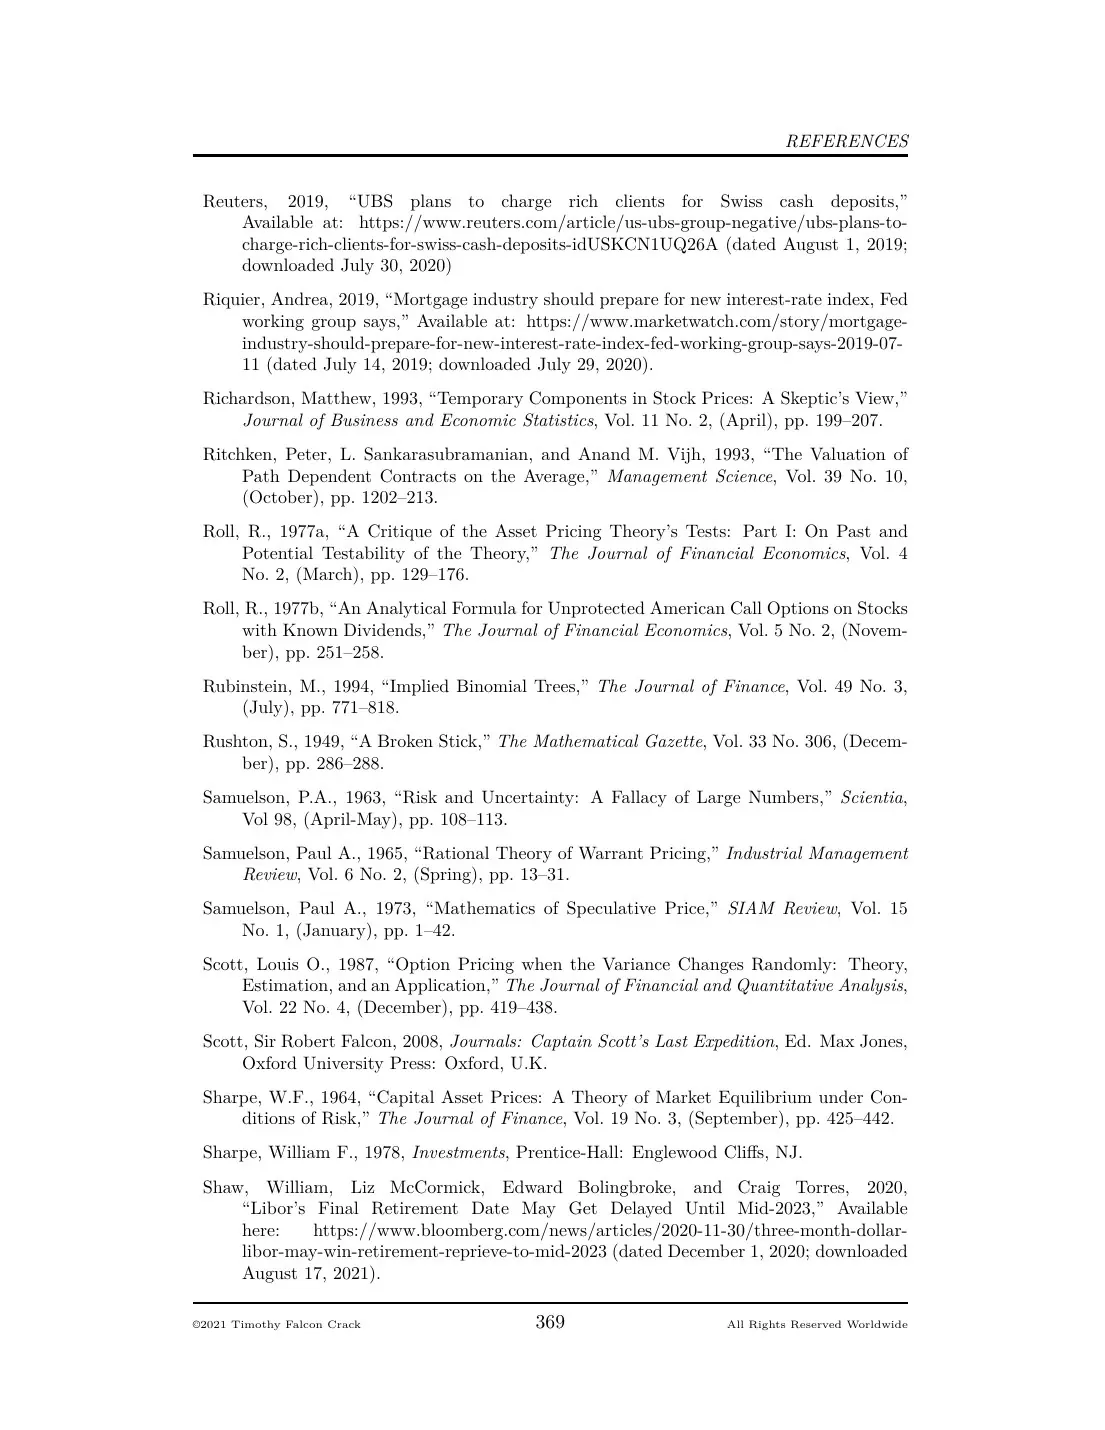 REFERENCES
Reuters, 2019, “UBS plans to charge rich clients for Swiss cash deposits,”
Available at: https://www.reuters.com/article/us-ubs-group-negative/ubs-plans-to-
charge-rich-clients-for-swiss-cash-deposits-idUSKCN1UQ26A (dated August 1, 2019;
downloaded July 30, 2020)
Riquier, Andrea, 2019, “Mortgage industry should prepare for new interest-rate index, Fed
working group says,” Available at: https://www.marketwatch.com/story/mortgage-
industry-should-prepare-for-new-interest-rate-index-fed-working-group-says-2019-07-
11 (dated July 14, 2019; downloaded July 29, 2020).
Richardson, Matthew, 1993, “Temporary Components in Stock Prices: A Skeptic’s View,”
Journal of Business and Economic Statistics, Vol. 11 No. 2, (April), pp. 199–207.
Ritchken, Peter, L. Sankarasubramanian, and Anand M. Vijh, 1993, “The Valuation of
Path Dependent Contracts on the Average,” Management Science, Vol. 39 No. 10,
(October), pp. 1202–213.
Roll, R., 1977a, “A Critique of the Asset Pricing Theory’s Tests: Part I: On Past and
Potential Testability of the Theory,” The Journal of Financial Economics, Vol. 4
No. 2, (March), pp. 129–176.
Roll, R., 1977b, “An Analytical Formula for Unprotected American Call Options on Stocks
with Known Dividends,” The Journal of Financial Economics, Vol. 5 No. 2, (Novem-
ber), pp. 251–258.
Rubinstein, M., 1994, “Implied Binomial Trees,” The Journal of Finance, Vol. 49 No. 3,
(July), pp. 771–818.
Rushton, S., 1949, “A Broken Stick,” The Mathematical Gazette, Vol. 33 No. 306, (Decem-
ber), pp. 286–288.
Samuelson, P.A., 1963, “Risk and Uncertainty: A Fallacy of Large Numbers,” Scientia,
Vol 98, (April-May), pp. 108–113.
Samuelson, Paul A., 1965, “Rational Theory of Warrant Pricing,” Industrial Management
Review, Vol. 6 No. 2, (Spring), pp. 13–31.
Samuelson, Paul A., 1973, “Mathematics of Speculative Price,” SIAM Review, Vol. 15
No. 1, (January), pp. 1–42.
Scott, Louis O., 1987, “Option Pricing when the Variance Changes Randomly: Theory,
Estimation, and an Application,” The Journal of Financial and Quantitative Analysis,
Vol. 22 No. 4, (December), pp. 419–438.
Scott, Sir Robert Falcon, 2008, Journals: Captain Scott’s Last Expedition, Ed. Max Jones,
Oxford University Press: Oxford, U.K.
Sharpe, W.F., 1964, “Capital Asset Prices: A Theory of Market Equilibrium under Con-
ditions of Risk,” The Journal of Finance, Vol. 19 No. 3, (September), pp. 425–442.
Sharpe, William F., 1978, Investments, Prentice-Hall: Englewood Cliffs, NJ.
Shaw, William, Liz McCormick, Edward Bolingbroke, and Craig Torres, 2020,
“Libor’s Final Retirement Date May Get Delayed Until Mid-2023,” Available
here: https://www.bloomberg.com/news/articles/2020-11-30/three-month-dollar-
libor-may-win-retirement-reprieve-to-mid-2023 (dated December 1, 2020; downloaded
August 17, 2021).
©2021 Timothy Falcon Crack 369 All Rights Reserved Worldwide